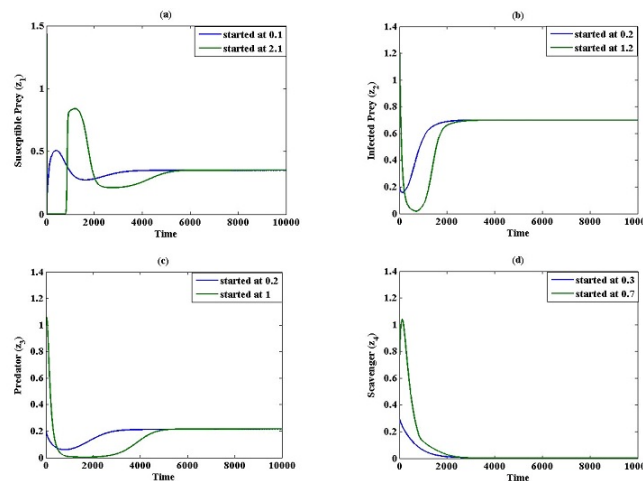 (a)
started at 0.1
started at 2.1
Susceptible Prey (z1)
1.5
1
0.5
0
0 2000 4000 6000 8000 10000
Time
(b)
started at 0.2
started at 1.2
Infected Prey (z2)
1.4
1.2
1
0.8
0.6
0.4
0.2
0
0 2000 4000 6000 8000 1000
Time
(c)
started at 0.2
started at 1
Predator (z3)
1.4
1.2
1
0.8
0.6
0.4
0.2
0
0 2000 4000 6000 8000 10000
Time
(d)
started at 0.3
started at 0.7
Scavenger (z4)
1.4
1.2
1
0.8
0.6
0.4
0.2
0
0 2000 4000 6000 8000 1000
Time